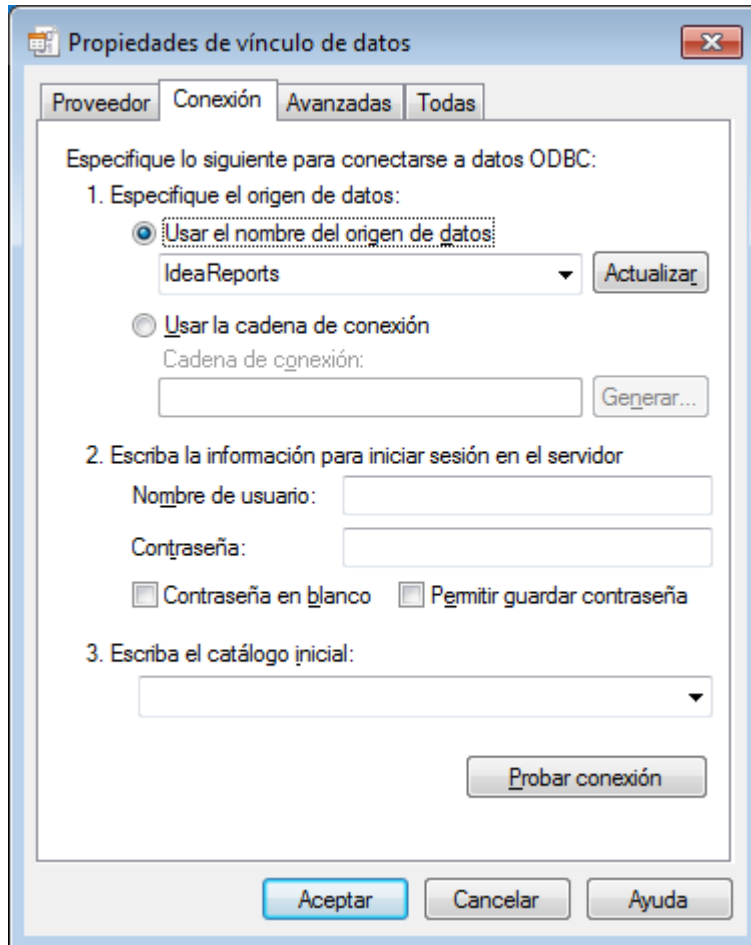 Propiedades de vínculo de datos
Proveedor Conexión Avanzadas Todas
Especifique lo siguiente para conectarse a datos ODBC:
1. Especifique el origen de datos:
Usar el nombre del origen de datos
IdeaReports Actualizar
Usar la cadena de conexión
Cadena de conexión:
Generar...
2. Escriba la información para iniciar sesión en el servidor
Nombre de usuario:
Contraseña:
Contraseña en blanco Permitir guardar contraseña
3. Escriba el catálogo inicial:
Probar conexión
Aceptar Cancelar Ayuda